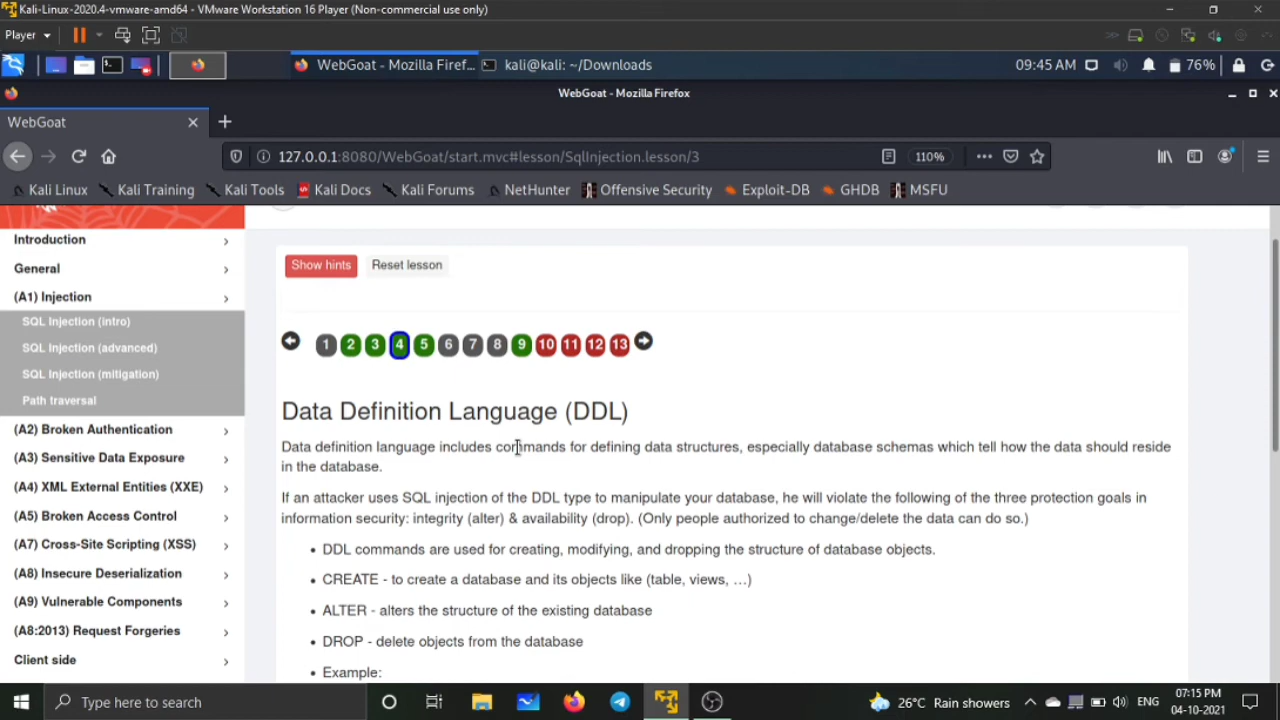 Kali-Linux-2020.4-vmware-amd64 - VMware Workstation 16 Player (Non-commercial use only)
Player
WebGoat - Mozilla Firef...
kali@kali: ~/Downloads
09:45 AM
76%
WebGoat - Mozilla Firefox
WebGoat
127.0.0.1:8080/WebGoat/start.mvc#lesson/SqlInjection.lesson/3
110%
Kali Linux
Kali Training
Kali Tools
Kali Docs
Kali Forums
NetHunter
Offensive Security
Exploit-DB
GHDB
MSFU
Introduction
General
(A1) Injection
SQL Injection (intro)
SQL Injection (advanced)
SQL Injection (mitigation)
Path traversal
(A2) Broken Authentication
(A3) Sensitive Data Exposure
(A4) XML External Entities (XXE)
(A5) Broken Access Control
(A7) Cross-Site Scripting (XSS)
(A8) Insecure Deserialization
(A9) Vulnerable Components
(A8:2013) Request Forgeries
Client side
Show hints
Reset lesson
1 2 3 4 5 6 7 8 9 10 11 12 13
Data Definition Language (DDL)
Data definition language includes commands for defining data structures, especially database schemas which tell how the data should reside
in the database.
If an attacker uses SQL injection of the DDL type to manipulate your database, he will violate the following of the three protection goals in
information security: integrity (alter) & availability (drop). (Only people authorized to change/delete the data can do so.)
• DDL commands are used for creating, modifying, and dropping the structure of database objects.
• CREATE - to create a database and its objects like (table, views, …)
• ALTER - alters the structure of the existing database
• DROP - delete objects from the database
• Example:
Type here to search
26°C Rain showers
ENG
07:15 PM
04-10-2021